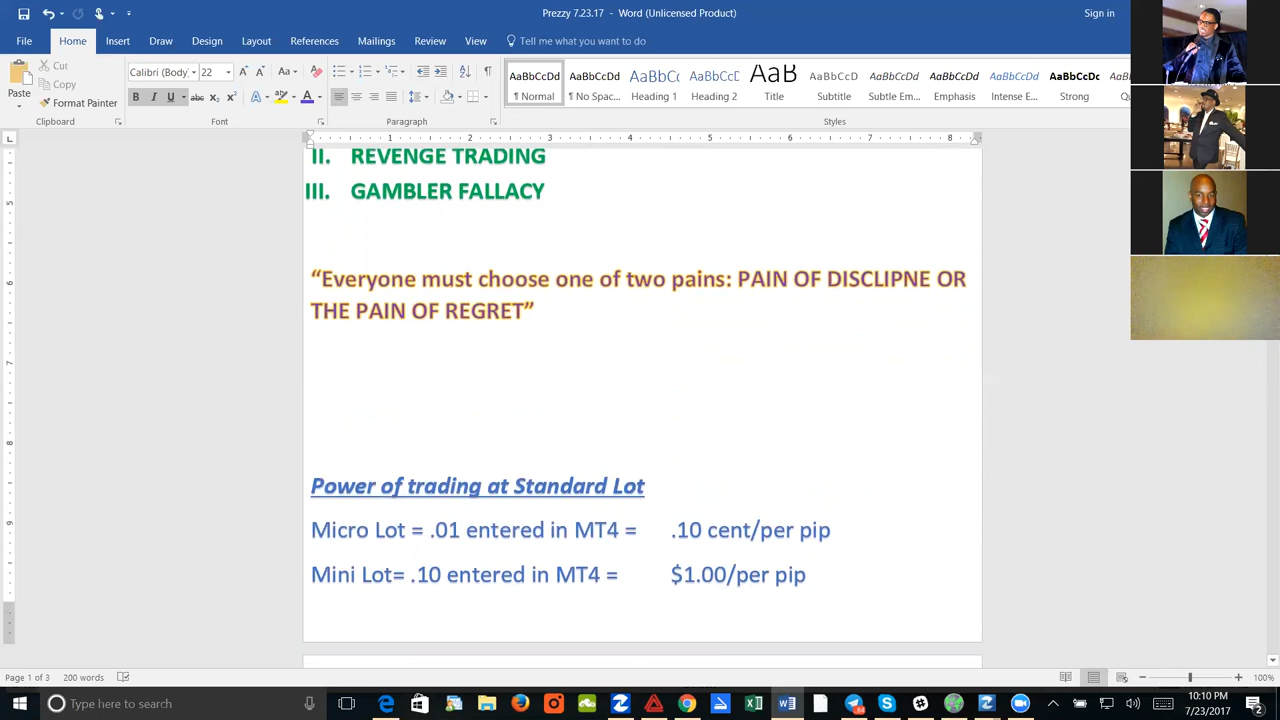 Prezzy 7.23.17 - Word (Unlicensed Product)
Sign in
File Home Insert Draw Design Layout References Mailings Review View Tell me what you want to do
Paste
Cut
Copy
Format Painter
Clipboard
Calibri (Body) 22
Font
Paragraph
AaBbCcDd AaBbCcDd AaBbCc AaBbCcD AaB AaBbCcD AaBbCcDd AaBbCcDd AaBbCcDd AaBbCcDc
¶ Normal ¶ No Spac... Heading 1 Heading 2 Title Subtitle Subtle Em... Emphasis Intense E... Strong
Styles
II. REVENGE TRADING
III. GAMBLER FALLACY
“Everyone must choose one of two pains: PAIN OF DISCLIPNE OR
THE PAIN OF REGRET”
Power of trading at Standard Lot
Micro Lot = .01 entered in MT4 = .10 cent/per pip
Mini Lot= .10 entered in MT4 = $1.00/per pip
Page 1 of 3 200 words
100%
Type here to search
10:10 PM
7/23/2017